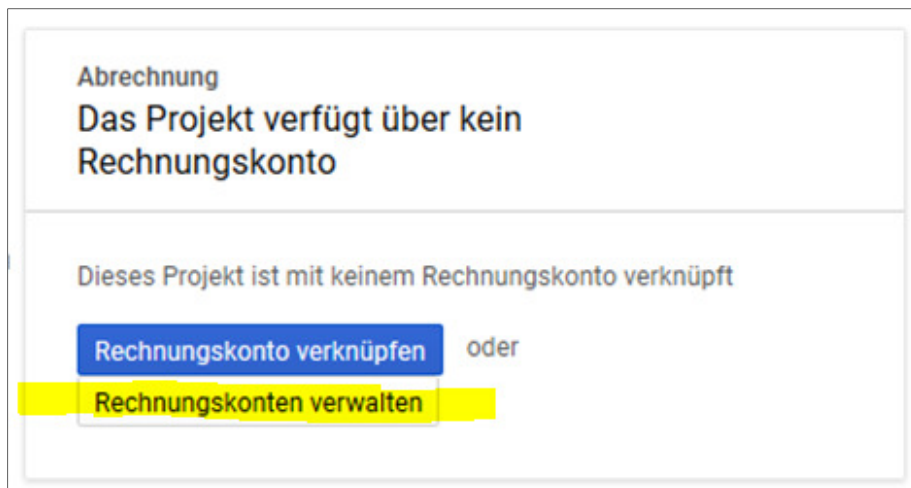 Abrechnung
Das Projekt verfügt über kein
Rechnungskonto
Dieses Projekt ist mit keinem Rechnungskonto verknüpft
Rechnungskonto verknüpfen oder
Rechnungskonten verwalten